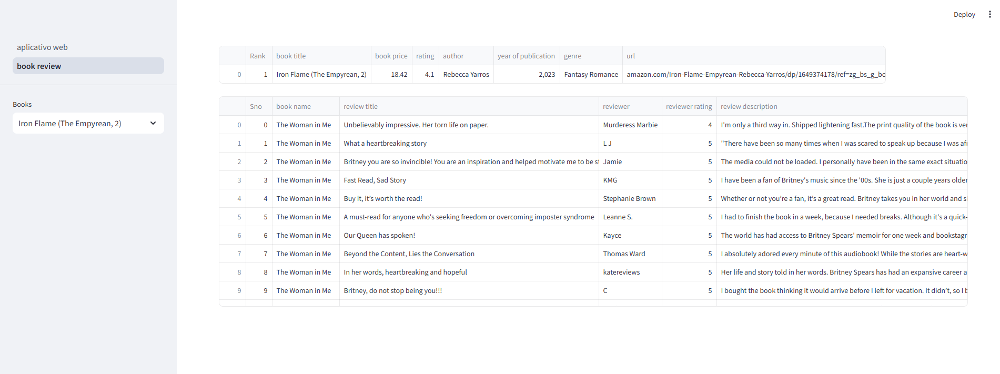 Deploy
aplicativo web
book review
Books
Iron Flame (The Empyrean, 2)
Rank book title book price rating author year of publication genre url
0 1 Iron Flame (The Empyrean, 2) 18.42 4.1 Rebecca Yarros 2,023 Fantasy Romance amazon.com/Iron-Flame-Empyrean-Rebecca-Yarros/dp/1649374178/ref=zg_bs_g_bo
Sno book name review title reviewer reviewer rating review description
0 0 The Woman in Me Unbelievably impressive. Her torn life on paper. Murderess Marbie 4 I'm only a third way in. Shipped lightening fast.The print quality of the book is ver
1 1 The Woman in Me What a heartbreaking story L J 5 "There have been so many times when I was scared to speak up because I was afr
2 2 The Woman in Me Britney you are so invincible! You are an inspiration and helped motivate me to be st Jamie 5 The media could not be loaded. I personally have been in the same exact situatio
3 3 The Woman in Me Fast Read, Sad Story KMG 5 I have been a fan of Britney's music since the '00s. She is just a couple years older
4 4 The Woman in Me Buy it, it’s worth the read! Stephanie Brown 5 Whether or not you’re a fan, it’s a great read. Britney takes you in her world and sl
5 5 The Woman in Me A must-read for anyone who's seeking freedom or overcoming imposter syndrome Leanne S. 5 I had to finish the book in a week, because I needed breaks. Although it's a quick-
6 6 The Woman in Me Our Queen has spoken! Kayce 5 The world has had access to Britney Spears' memoir for one week and bookstagr
7 7 The Woman in Me Beyond the Content, Lies the Conversation Thomas Ward 5 I absolutely adored every minute of this audiobook! While the stories are heart-w
8 8 The Woman in Me In her words, heartbreaking and hopeful katereviews 5 Her life and story told in her words. Britney Spears has had an expansive career a
9 9 The Woman in Me Britney, do not stop being you!!! C 5 I bought the book thinking it would arrive before I left for vacation. It didn’t, so I b